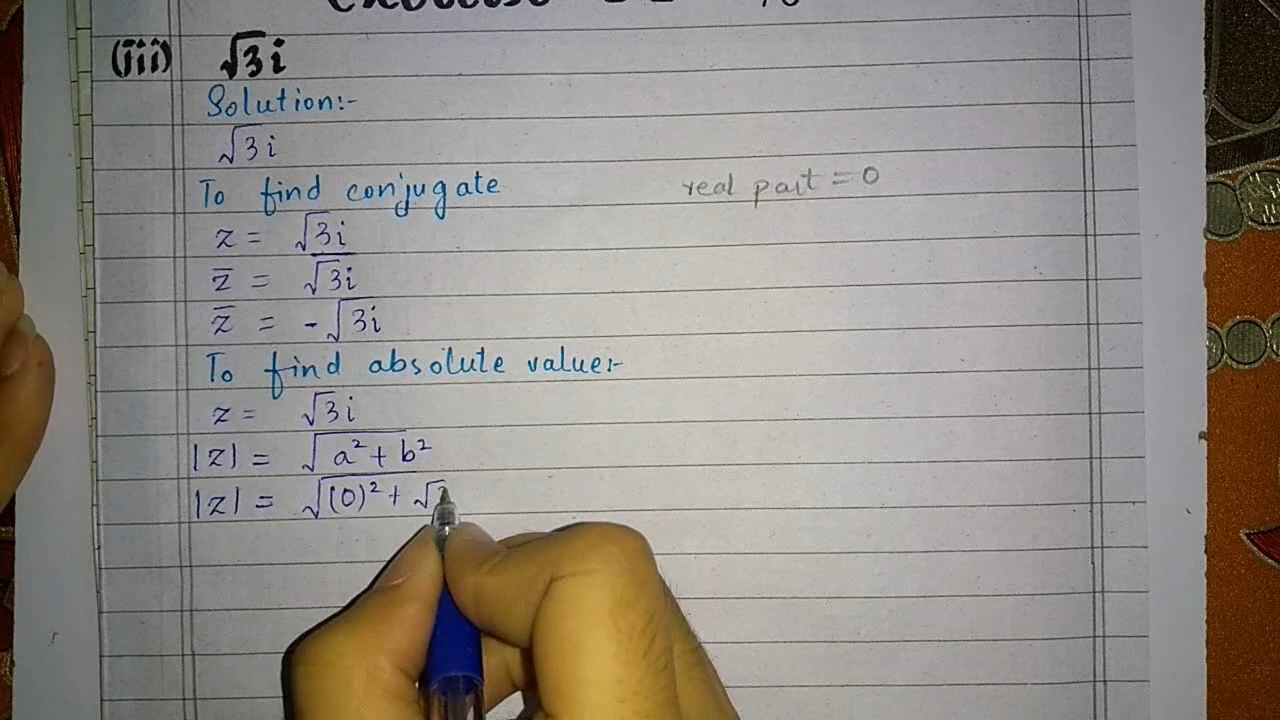 (iii) √3i
Solution:-
√3i
To find conjugate real part = 0
z = √3i
z̅ = \overline{√3i}
z̅ = -√3i
To find absolute value:-
z = √3i
|z| = √a² + b²
|z| = √(0)² + √